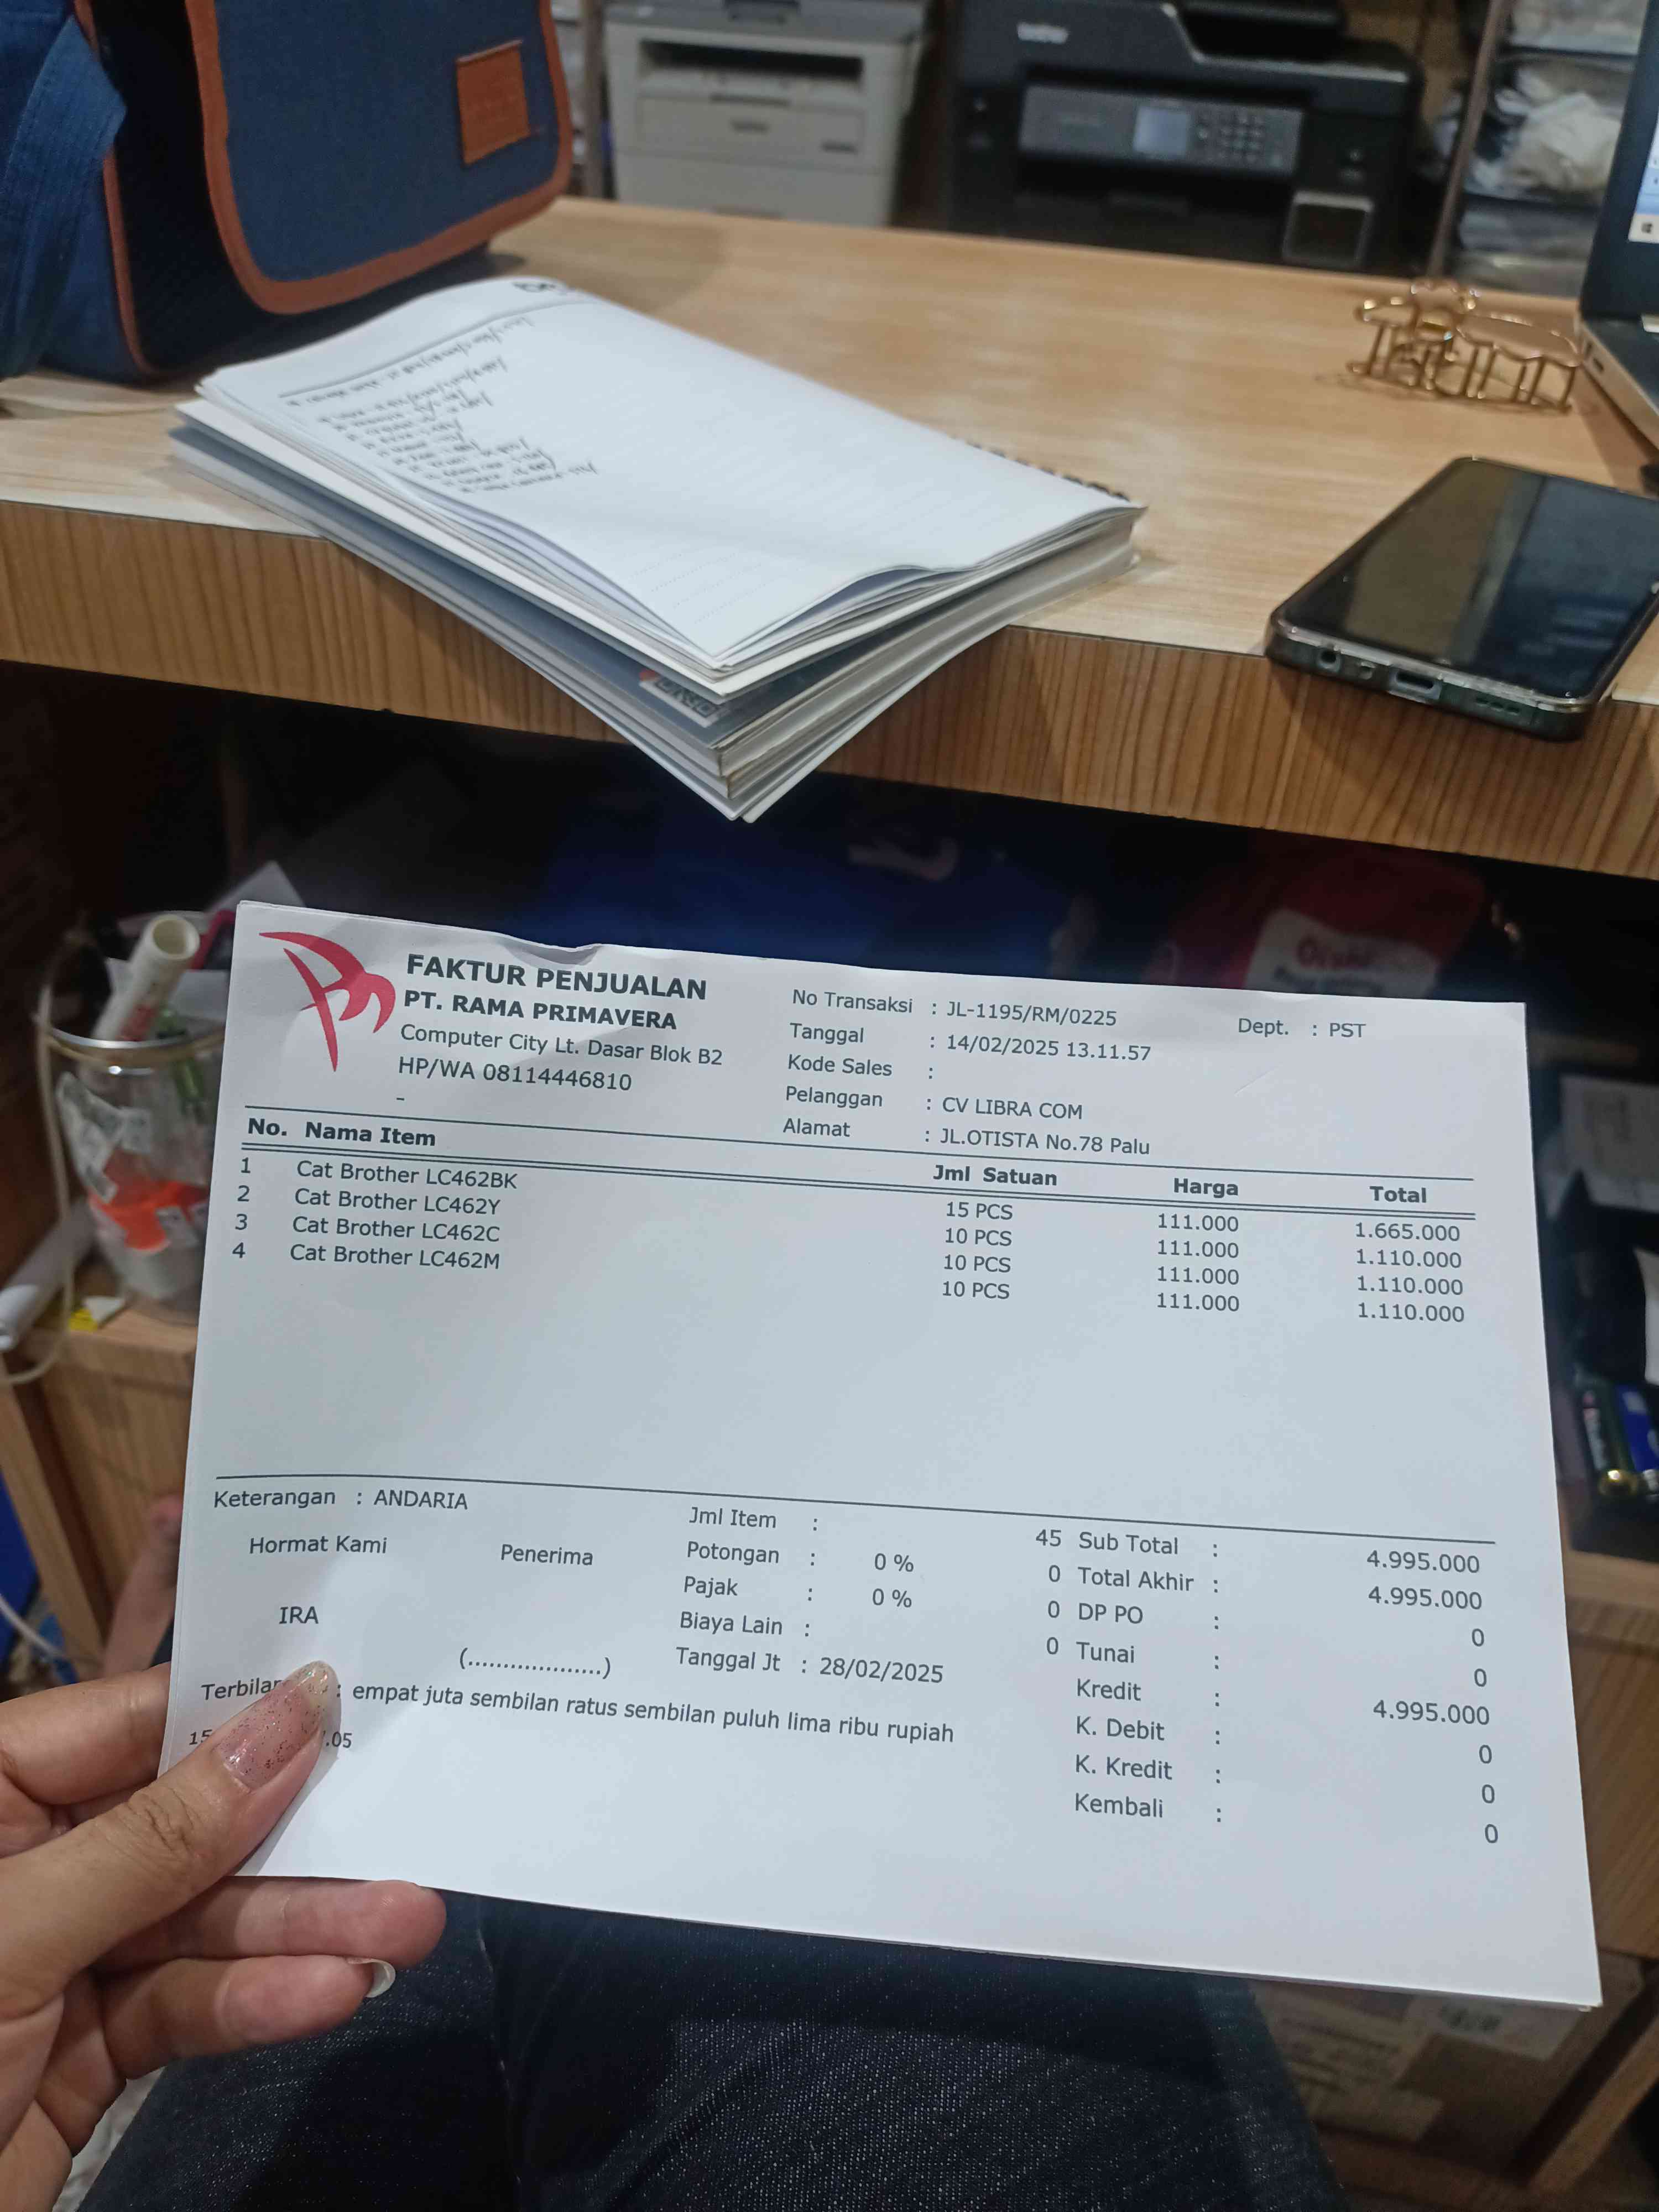 brother
FAKTUR PENJUALAN
PT. RAMA PRIMAVERA
Computer City Lt. Dasar Blok B2
HP/WA 08114446810
-
No Transaksi : JL-1195/RM/0225
Dept. : PST
Tanggal : 14/02/2025 13.11.57
Kode Sales :
Pelanggan : CV LIBRA COM
Alamat : JL.OTISTA No.78 Palu
No. Nama Item Jml Satuan Harga Total
1 Cat Brother LC462BK 15 PCS 111.000 1.665.000
2 Cat Brother LC462Y 10 PCS 111.000 1.110.000
3 Cat Brother LC462C 10 PCS 111.000 1.110.000
4 Cat Brother LC462M 10 PCS 111.000 1.110.000
Keterangan : ANDARIA
Hormat Kami
Penerima
IRA
(...................)
Jml Item : 45
Potongan : 0 % 0
Pajak : 0 % 0
Biaya Lain : 0
Tanggal Jt : 28/02/2025
Sub Total : 4.995.000
Total Akhir : 4.995.000
DP PO : 0
Tunai : 0
Kredit : 4.995.000
K. Debit : 0
K. Kredit : 0
Kembali : 0
: empat juta sembilan ratus sembilan puluh lima ribu rupiah
.05